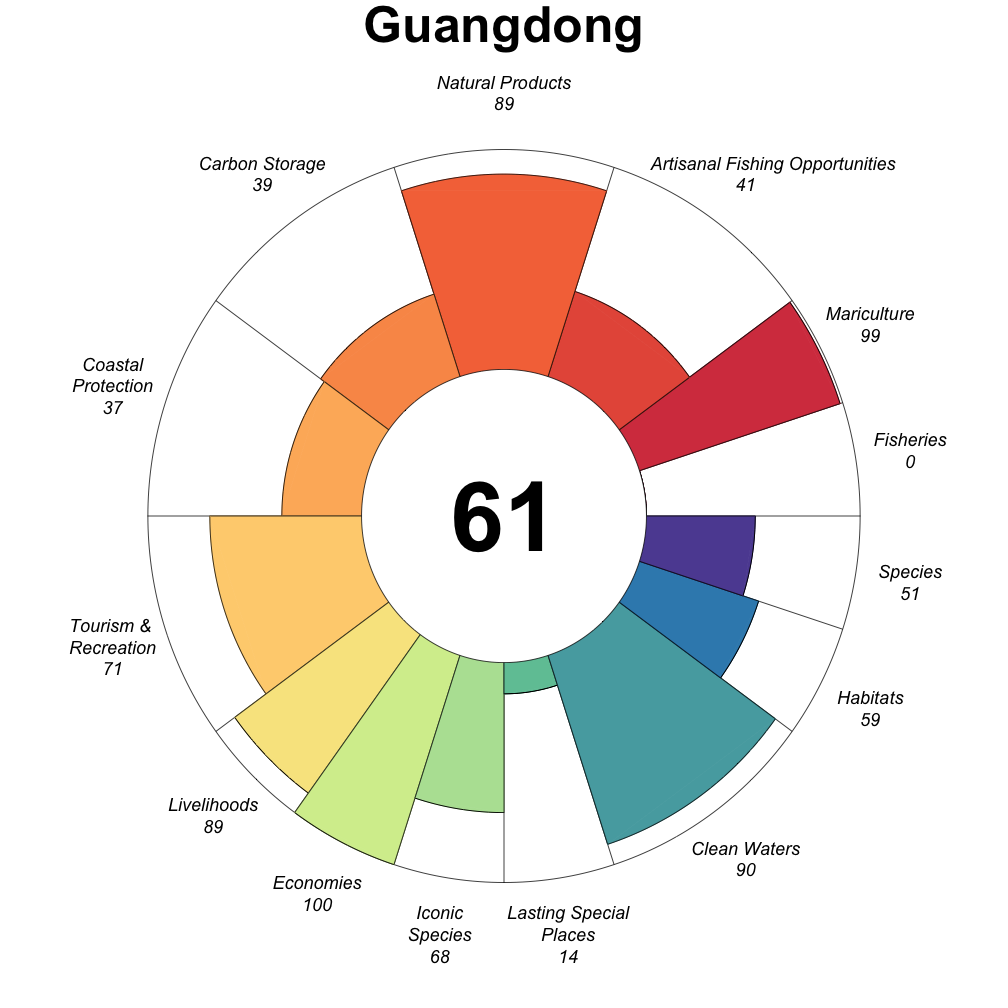 Guangdong
Natural Products
89
Carbon Storage
39
Artisanal Fishing Opportunities
41
Mariculture
99
Coastal
Protection
37
Fisheries
0
61
Species
51
Tourism &
Recreation
71
Habitats
59
Livelihoods
89
Clean Waters
90
Economies
100
Iconic
Species
68
Lasting Special
Places
14